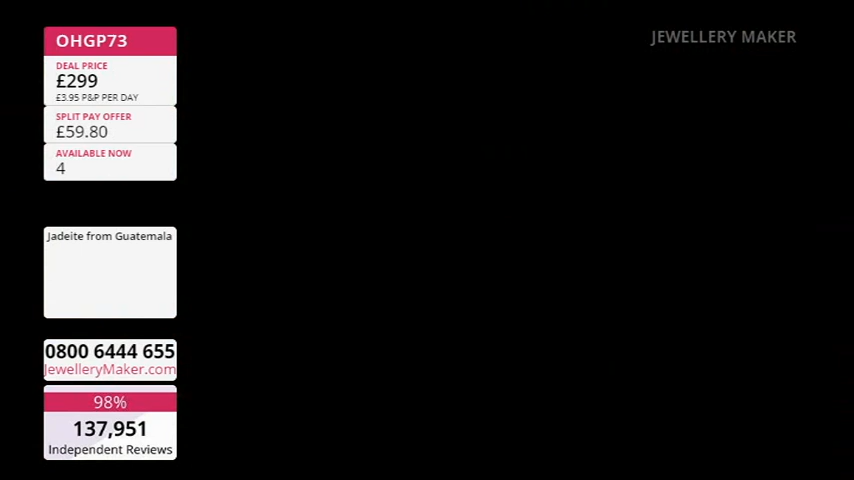 OHGP73
DEAL PRICE
£299
£3.95 P&P PER DAY
SPLIT PAY OFFER
£59.80
AVAILABLE NOW
4
JEWELLERY MAKER
Jadeite from Guatemala
0800 6444 655
JewelleryMaker.com
98%
137,951
Independent Reviews